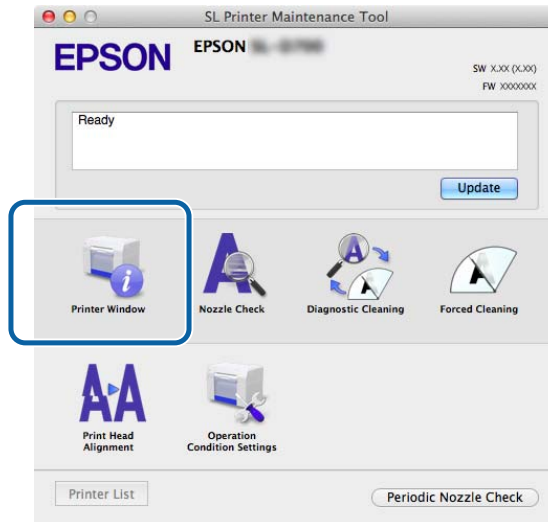 SL Printer Maintenance Tool
EPSON
EPSON
SW X.XX (X.XX)
FW XXXXXXX
Ready
Update
Printer Window
Nozzle Check
Diagnostic Cleaning
Forced Cleaning
Print Head
Alignment
Operation
Condition Settings
Printer List
Periodic Nozzle Check